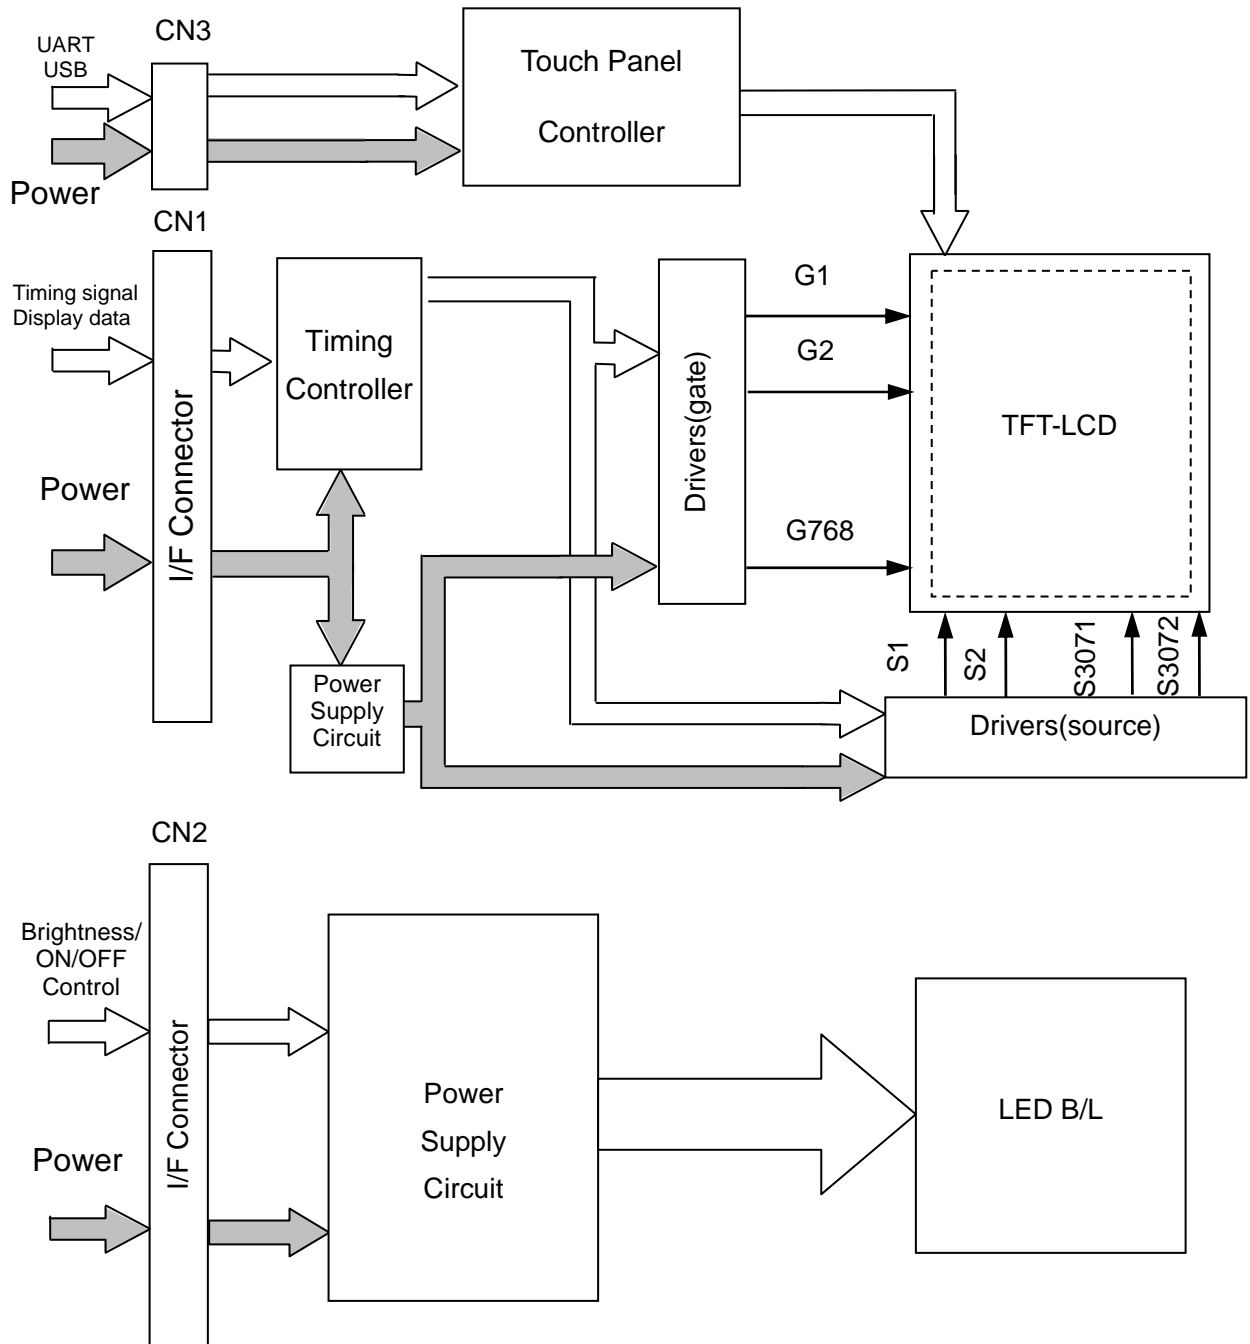 CN3
UART
USB
Power
Touch Panel
Controller
CN1
Timing signal
Display data
Power
I/F Connector
Timing
Controller
Power
Supply
Circuit
Drivers(gate)
G1
G2
G768
TFT-LCD
S1
S2
S3071
S3072
Drivers(source)
CN2
Brightness/
ON/OFF
Control
Power
I/F Connector
Power
Supply
Circuit
LED B/L